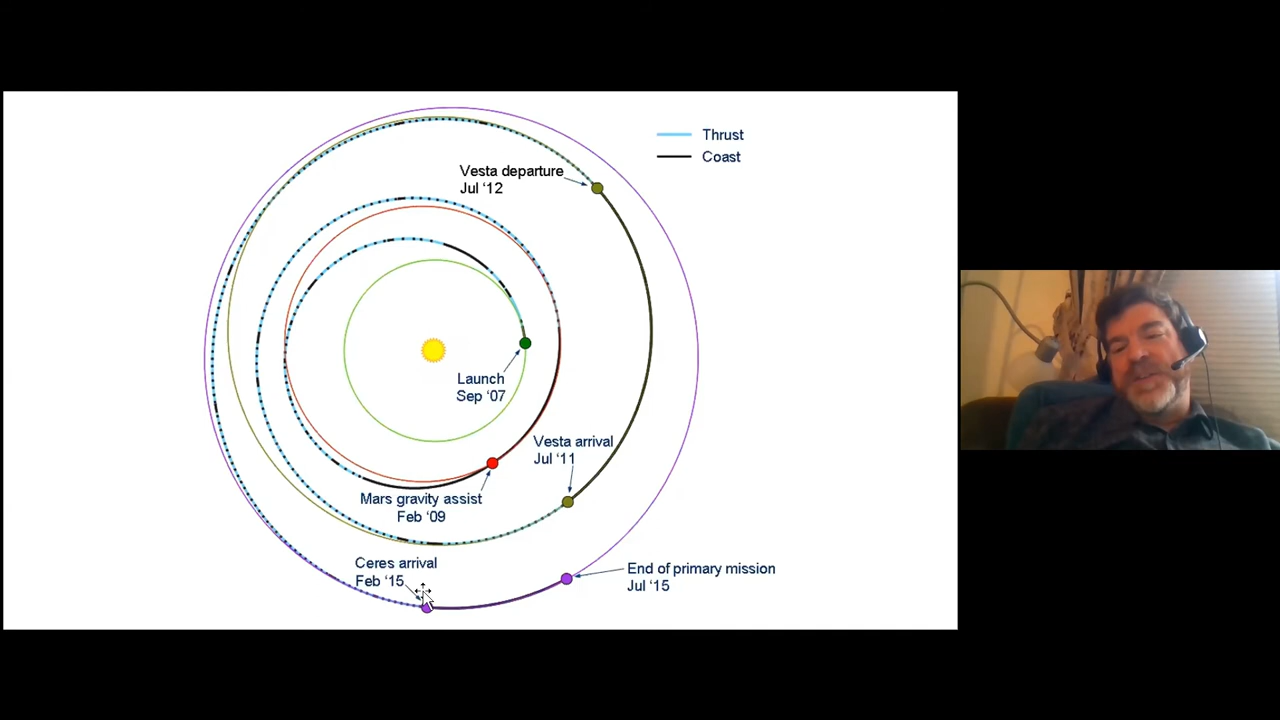 Thrust
Coast
Vesta departure
Jul ‘12
Launch
Sep ‘07
Vesta arrival
Jul ‘11
Mars gravity assist
Feb ‘09
Ceres arrival
Feb ‘15
End of primary mission
Jul ‘15